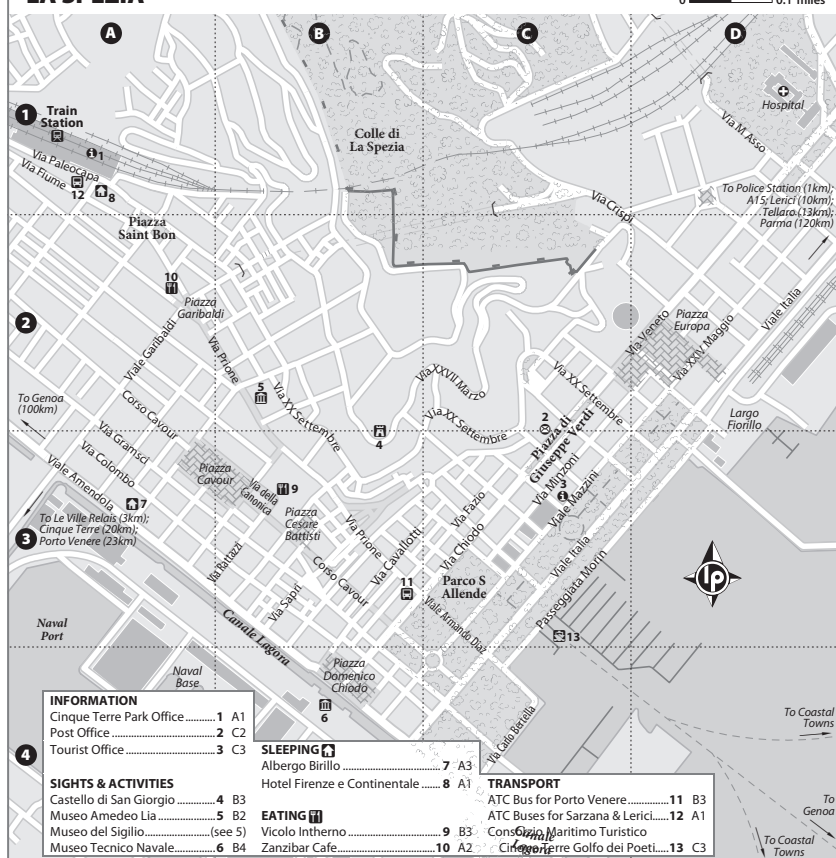 LA SPEZIA
0 0.1 miles
A
B
C
D
1
Train
Station
1
Via Paleocapa
Via Fiume
12
8
Piazza
Saint Bon
Colle di
La Spezia
Hospital
Via M Asso
Via Crispi
To Police Station (1km);
A15; Lerici (10km);
Tellaro (13km);
Parma (120km)
2
10
Piazza
Garibaldi
Viale Garibaldi
Via Prione
5
Via XX Settembre
4
Via XXVII Marzo
Via XX Settembre
Via XX Settembre
2
Piazza di
Giuseppe Verdi
Via Veneto
Piazza
Europa
Via XXIV Maggio
Viale Italia
Largo
Fiorillo
To Genoa
(100km)
Corso Cavour
Via Gramsci
Via Colombo
Viale Amendola
7
To Le Ville Relais (3km);
Cinque Terre (20km);
Porto Venere (23km)
3
Piazza
Cavour
Via della
Canonica
9
Piazza
Cesare
Battisti
Via Prione
Via Cavallotti
Via Rattazzi
Via Sapri
Corso Cavour
11
Via Fazio
Via Chiodo
Via Minzoni
3
Viale Mazzini
Viale Italia
Passeggiata Morin
Parco S
Allende
Viale Armando Diaz
13
lp
Canale Lagora
Naval
Port
Naval
Base
Piazza
Domenico
Chiodo
6
Via Carlo Bertella
To Coastal
Towns
To
Genoa
To Coastal
Towns
4
INFORMATION
Cinque Terre Park Office...........1 A1
Post Office...........2 C2
Tourist Office...........3 C3
SIGHTS & ACTIVITIES
Castello di San Giorgio...........4 B3
Museo Amedeo Lia...........5 B2
Museo del Sigilio...........(see 5)
Museo Tecnico Navale...........6 B4
SLEEPING
Albergo Birillo...........7 A3
Hotel Firenze e Continentale......8 A1
EATING
Vicolo Intherno...........9 B3
Zanzibar Cafe...........10 A2
TRANSPORT
ATC Bus for Porto Venere......11 B3
ATC Buses for Sarzana & Lerici......12 A1
Consorzio Maritimo Turistico
Cinque Terre Golfo dei Poeti.....13 C3
Canale
Lagora